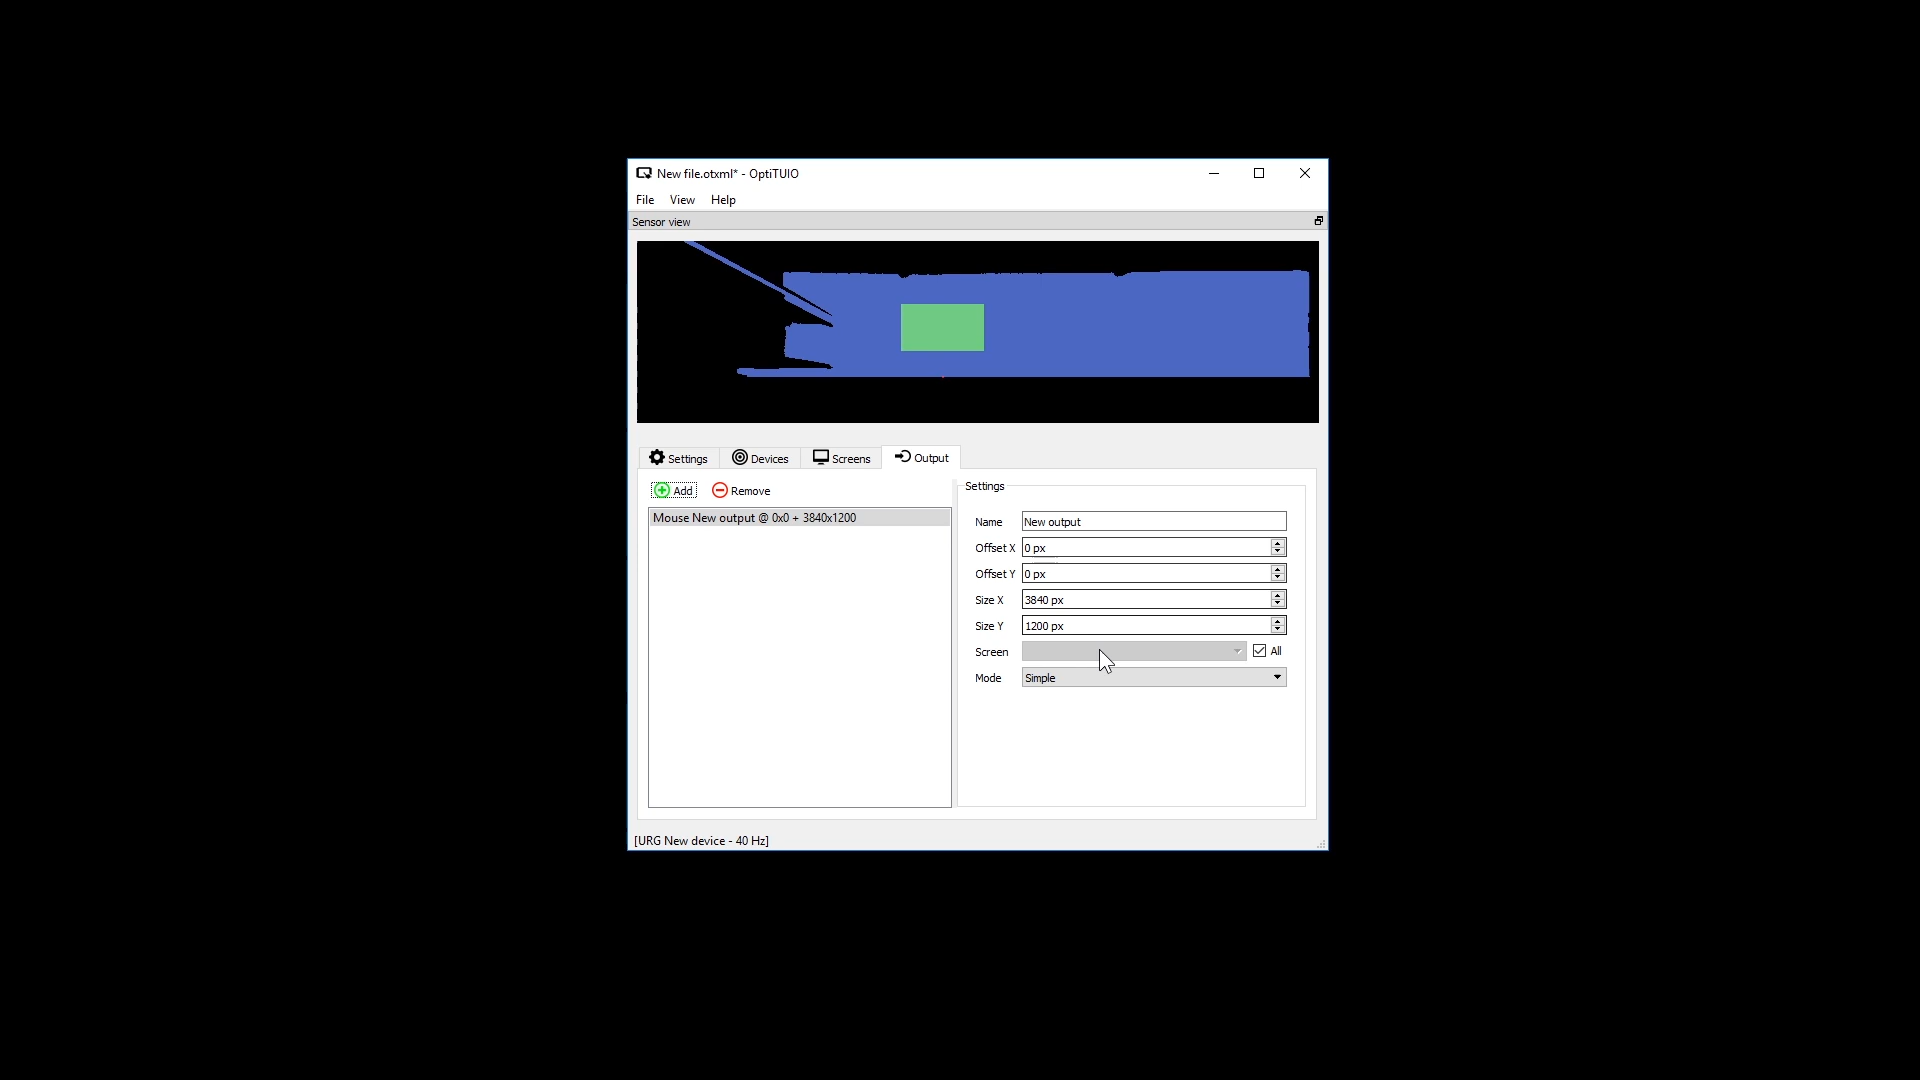 New file.otxml* - OptiTUIO
File View Help
Sensor view
Settings Devices Screens Output
Add Remove
Mouse New output @ 0x0 + 3840x1200
Settings
Name New output
Offset X 0 px
Offset Y 0 px
Size X 3840 px
Size Y 1200 px
Screen All
Mode Simple
[URG New device - 40 Hz]